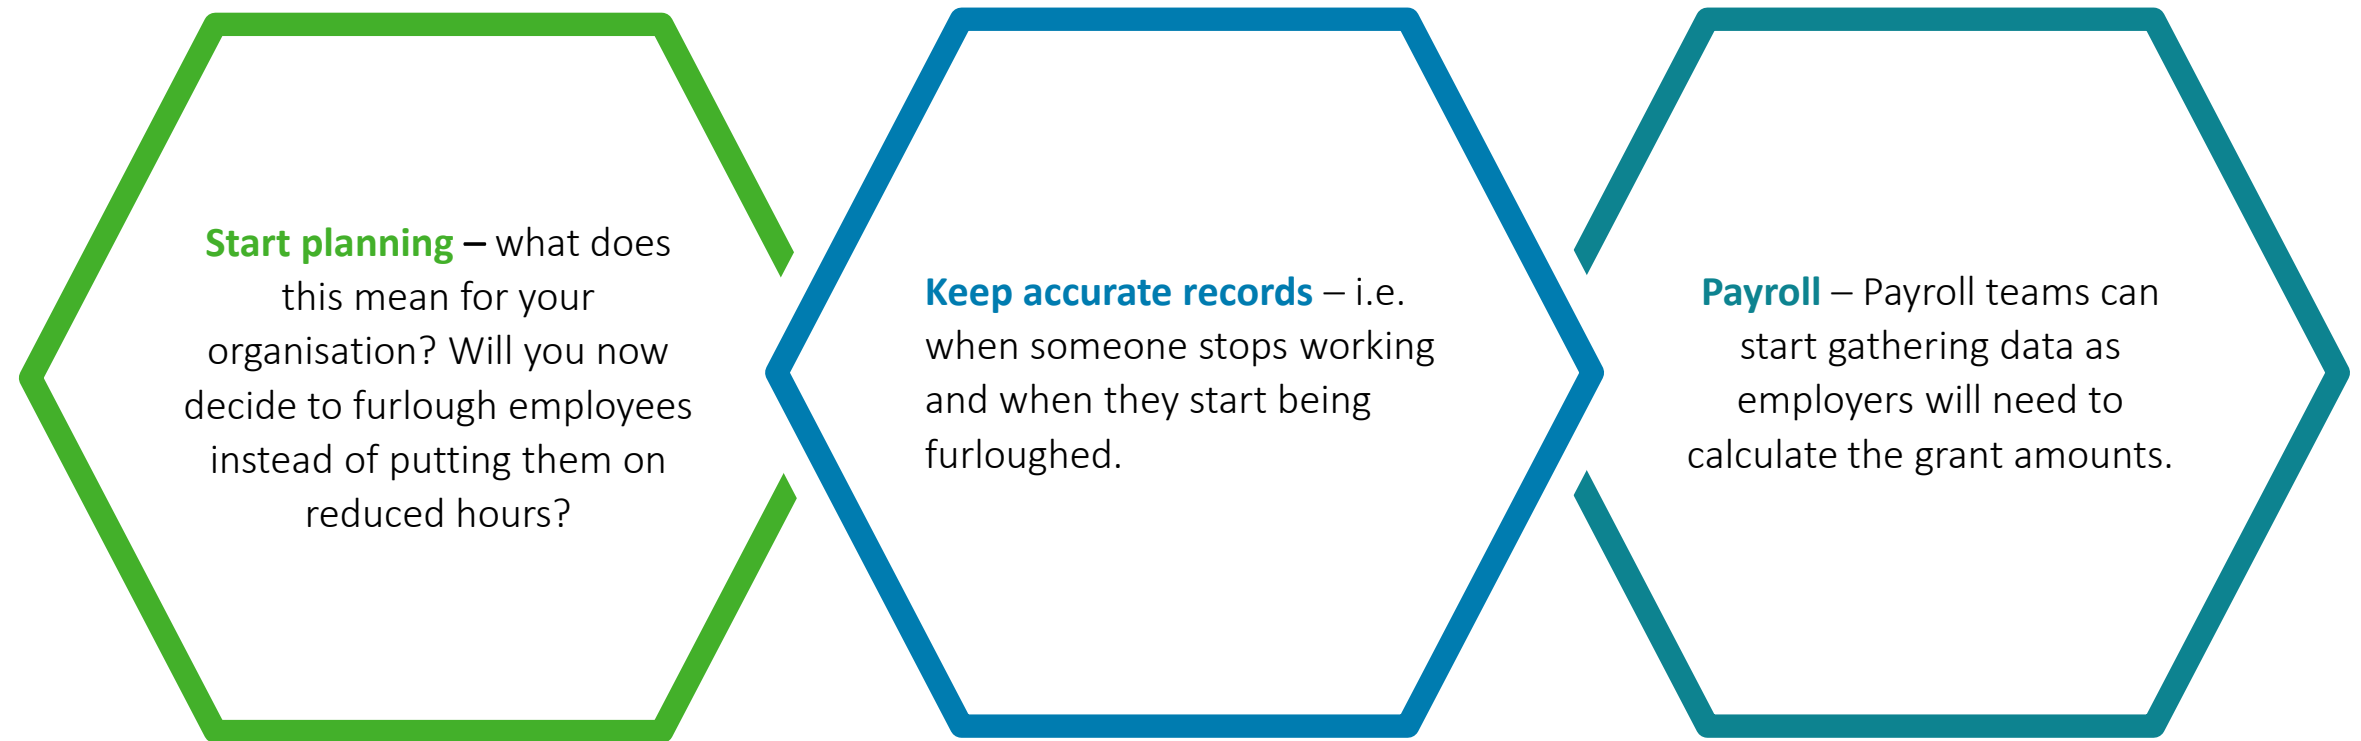 Start planning – what does
this mean for your
organisation? Will you now
decide to furlough employees
instead of putting them on
reduced hours?
Keep accurate records – i.e.
when someone stops working
and when they start being
furloughed.
Payroll – Payroll teams can
start gathering data as
employers will need to
calculate the grant amounts.